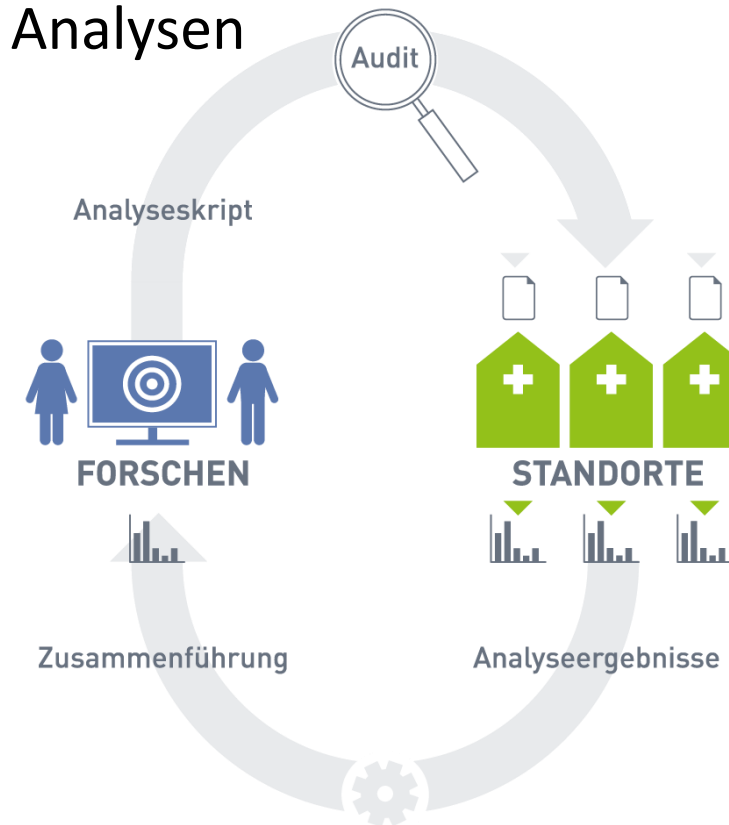 Analysen
Audit
Analyseskript
FORSCHEN
STANDORTE
Zusammenführung
Analyseergebnisse